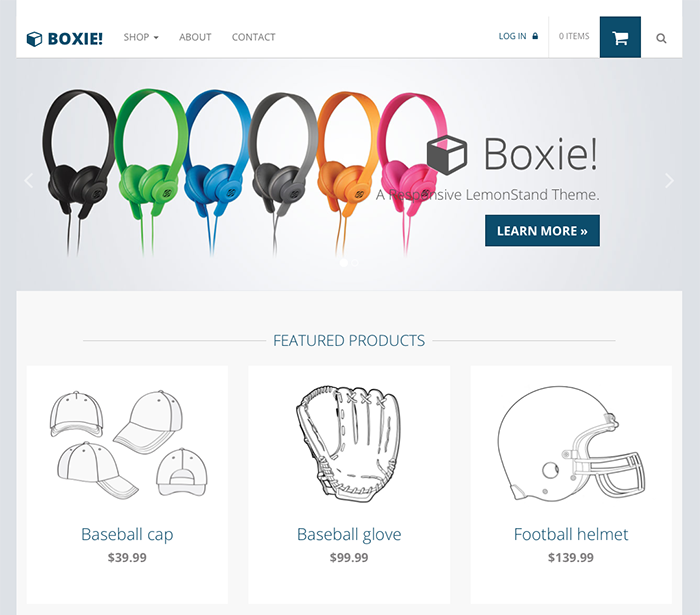 BOXIE! SHOP ABOUT CONTACT LOG IN 0 ITEMS
Boxie!
A Responsive LemonStand Theme.
LEARN MORE »
FEATURED PRODUCTS
Baseball cap Baseball glove Football helmet
$39.99 $99.99 $139.99